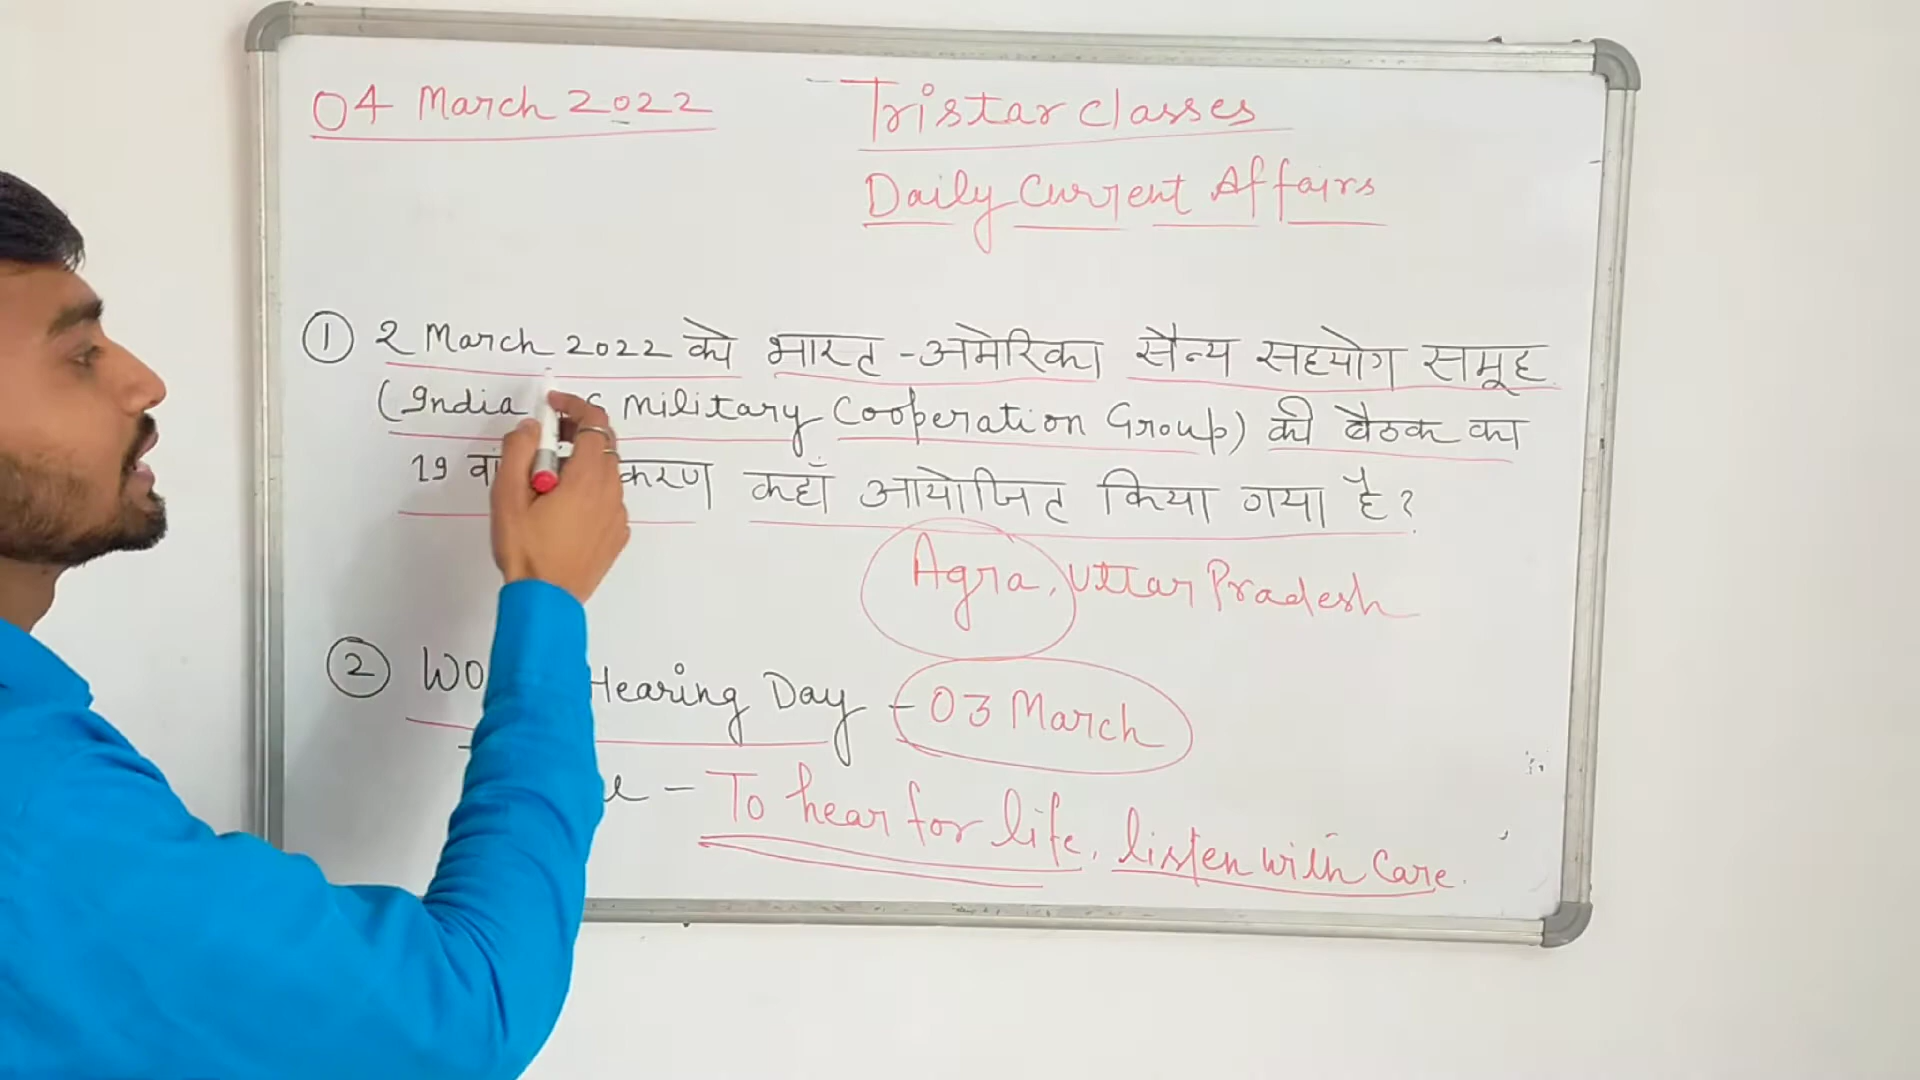 04 March 2022
Tristar classes
Daily Current Affairs
① 2 March 2022 को भारत - अमेरिका सैन्य सहयोग समूह
(India Military Cooperation Group) की बैठक का
19 वां करण कहाँ आयोजित किया गया है?
Agra, Uttar Pradesh
② Hearing Day - 03 March
- To hear for life, listen with care.